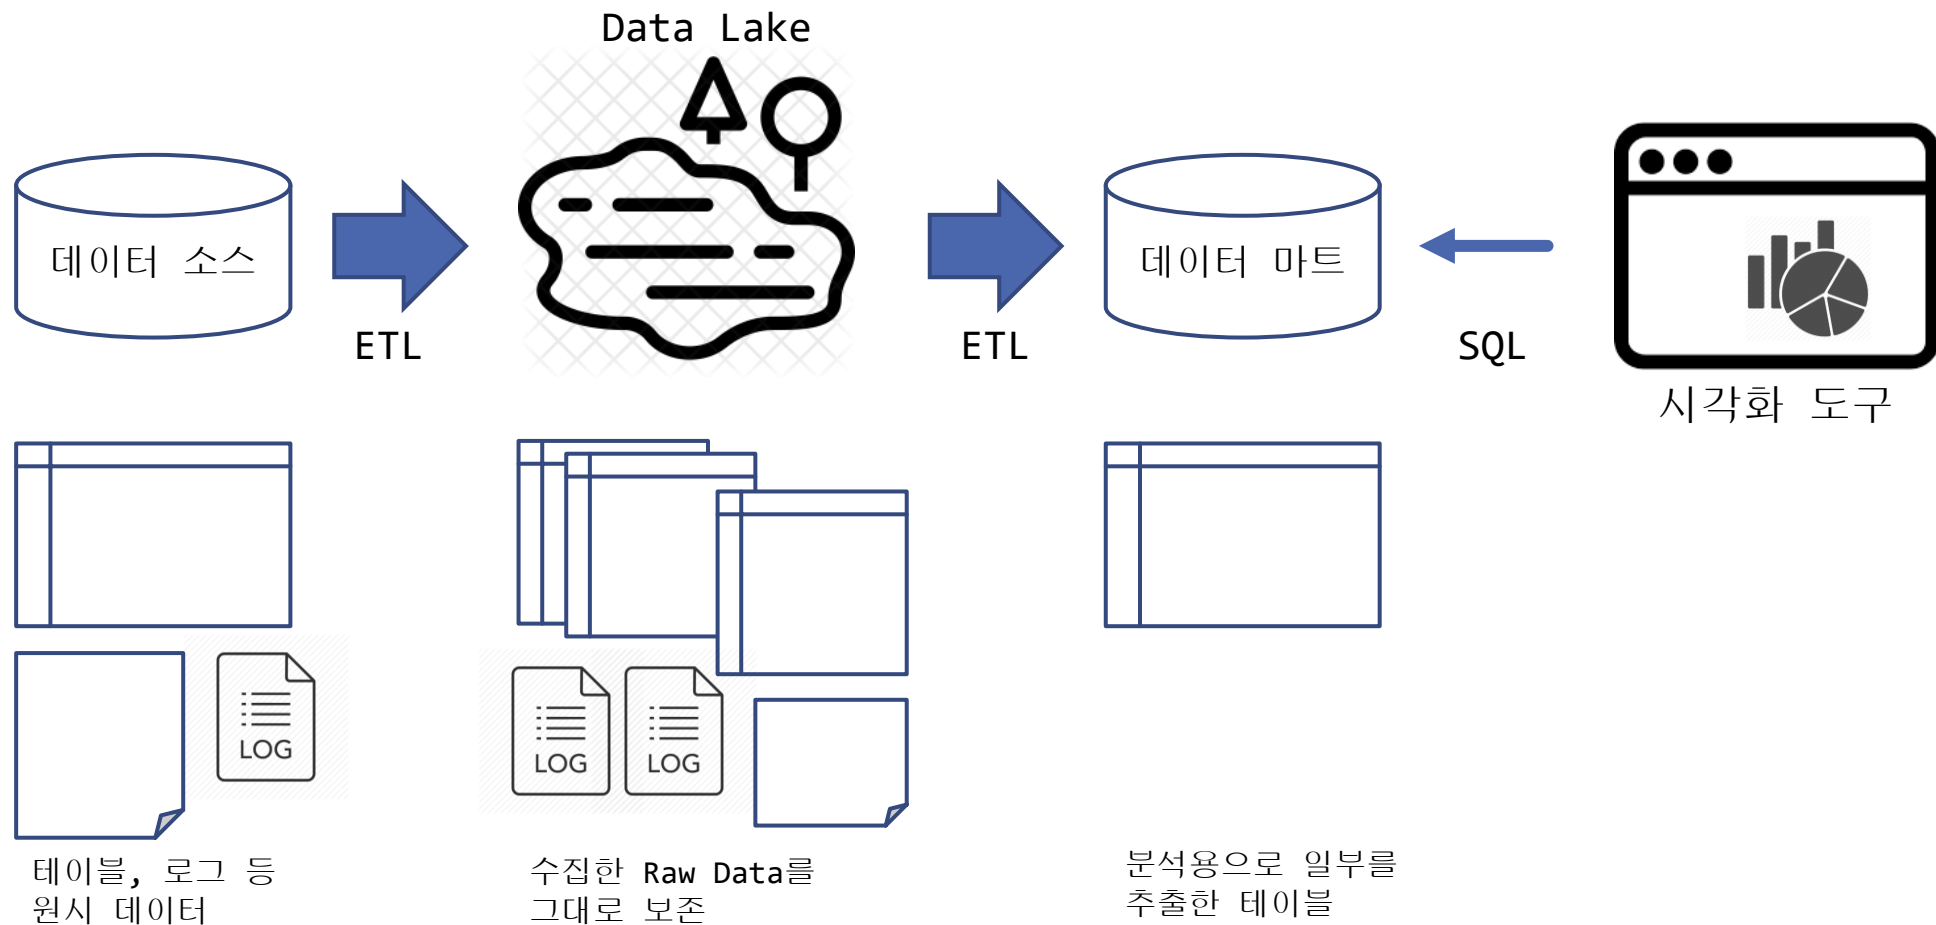 Data Lake
데이터 소스
데이터 마트
ETL
ETL
SQL
시각화 도구
LOG
LOG
LOG
테이블, 로그 등
원시 데이터
수집한 Raw Data를
그대로 보존
분석용으로 일부를
추출한 테이블